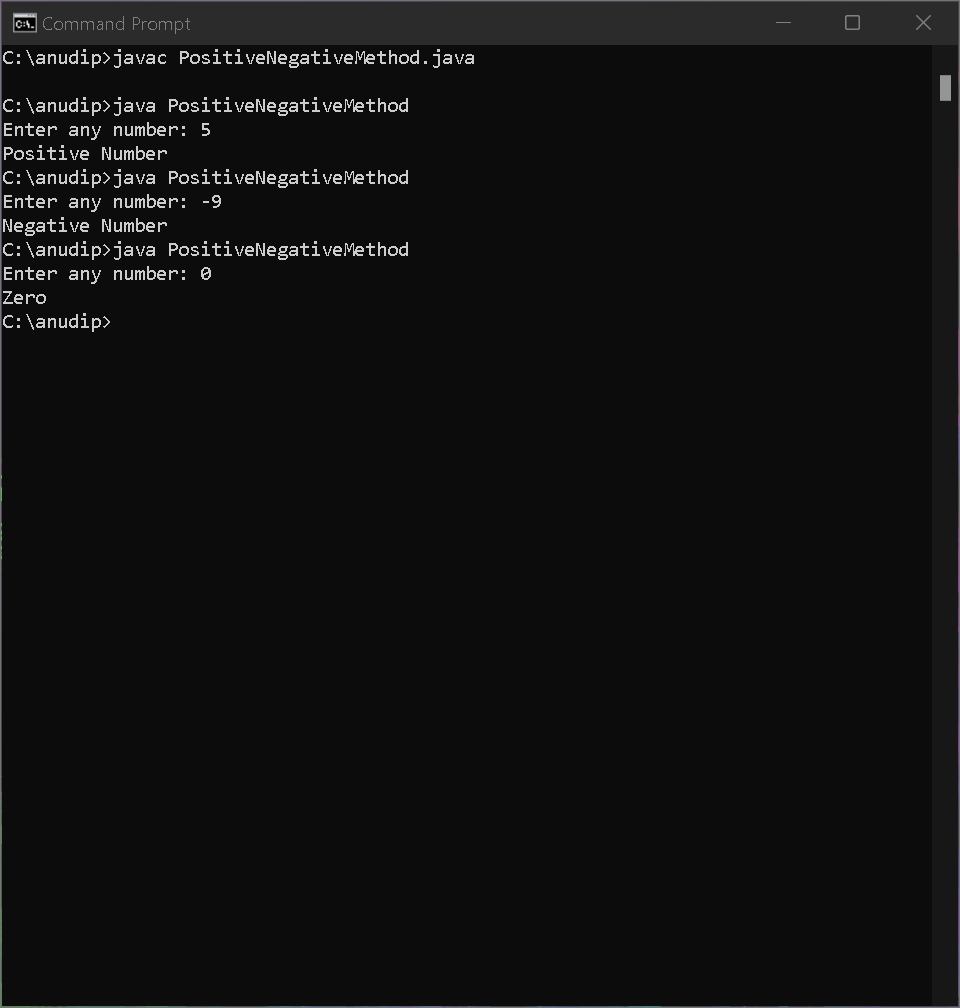 Command Prompt
C:\anudip>javac PositiveNegativeMethod.java
C:\anudip>java PositiveNegativeMethod
Enter any number: 5
Positive Number
C:\anudip>java PositiveNegativeMethod
Enter any number: -9
Negative Number
C:\anudip>java PositiveNegativeMethod
Enter any number: 0
Zero
C:\anudip>